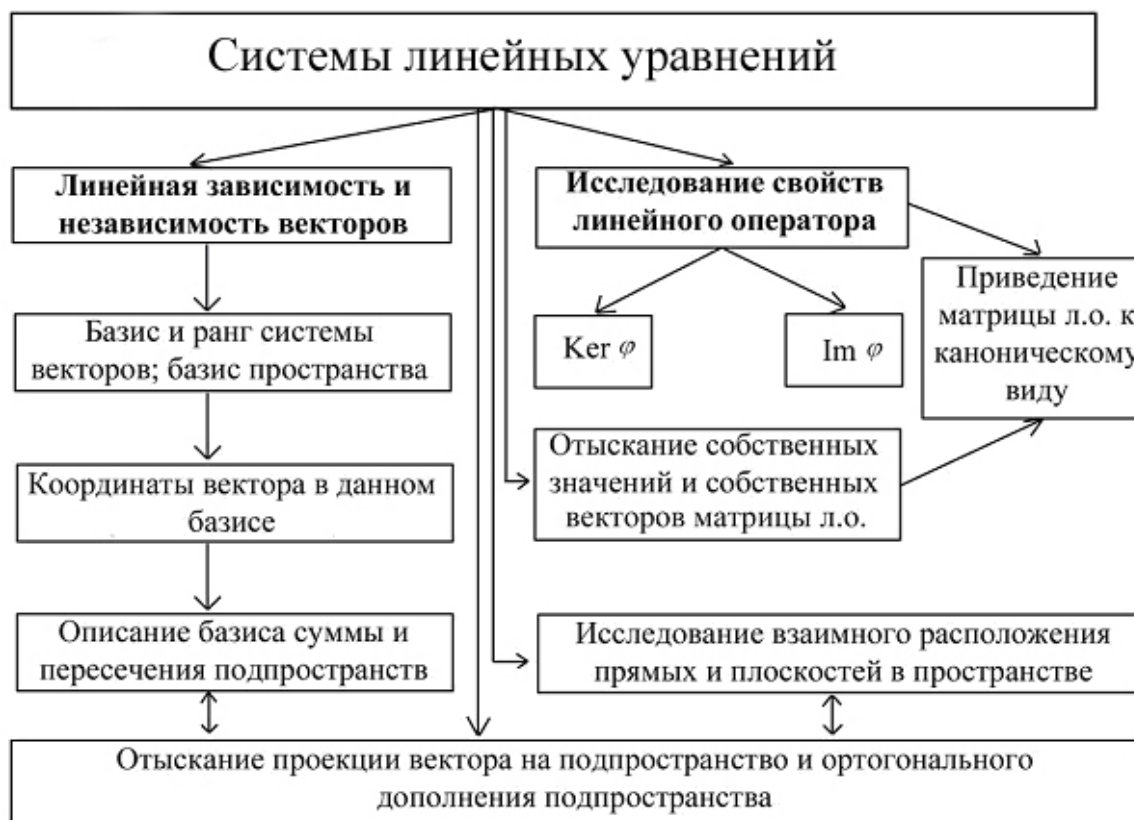 Системы линейных уравнений
Линейная зависимость и
независимость векторов
Исследование свойств
линейного оператора
Базис и ранг системы
векторов; базис пространства
Ker φ
Im φ
Приведение
матрицы л.о. к
каноническому
виду
Координаты вектора в данном
базисе
Отыскание собственных
значений и собственных
векторов матрицы л.о.
Описание базиса суммы и
пересечения подпространств
Исследование взаимного расположения
прямых и плоскостей в пространстве
Отыскание проекции вектора на подпространство и ортогонального
дополнения подпространства